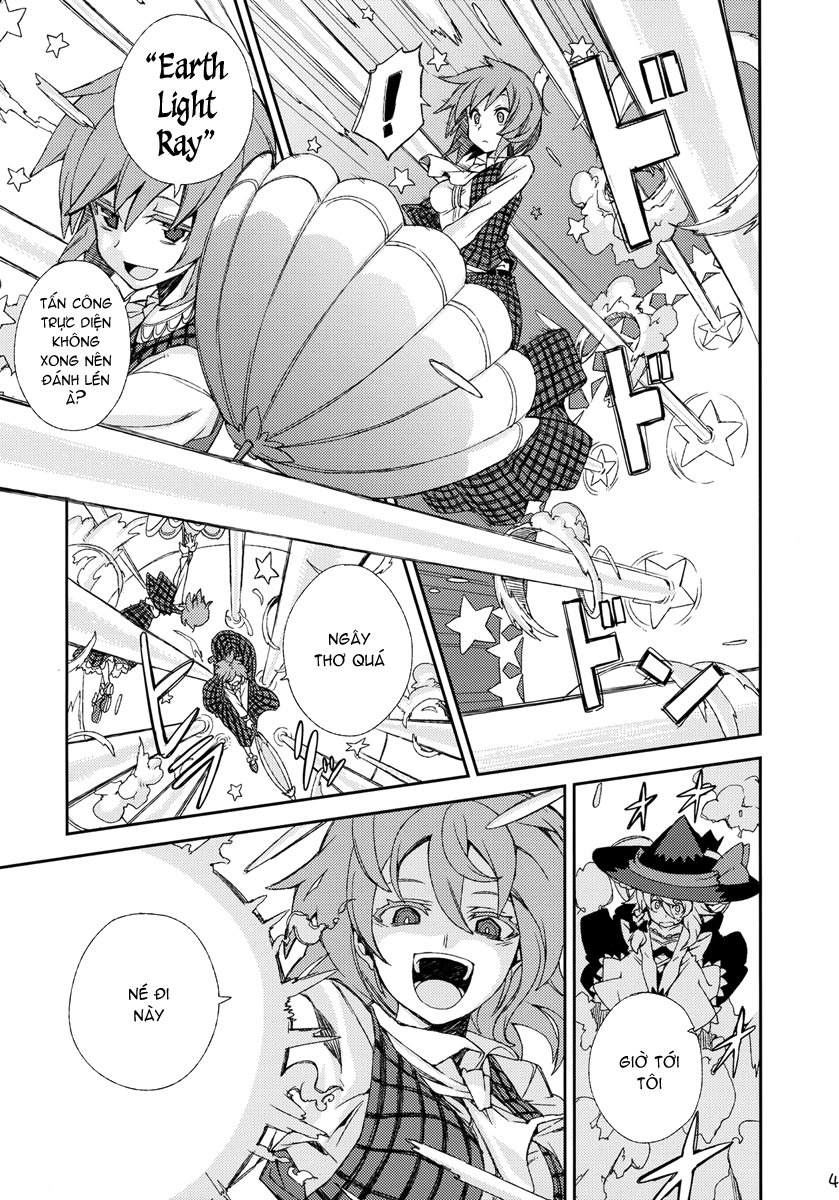 ド
ド
ド
!
“Earth
Light
Ray”
TẤN CÔNG
TRỰC DIỆN
KHÔNG
XONG NÊN
ĐÁNH LÉN
À?
NGÂY
THƠ QUÁ
GIỜ TỚI
TÔI
NÉ ĐI
NÀY
4